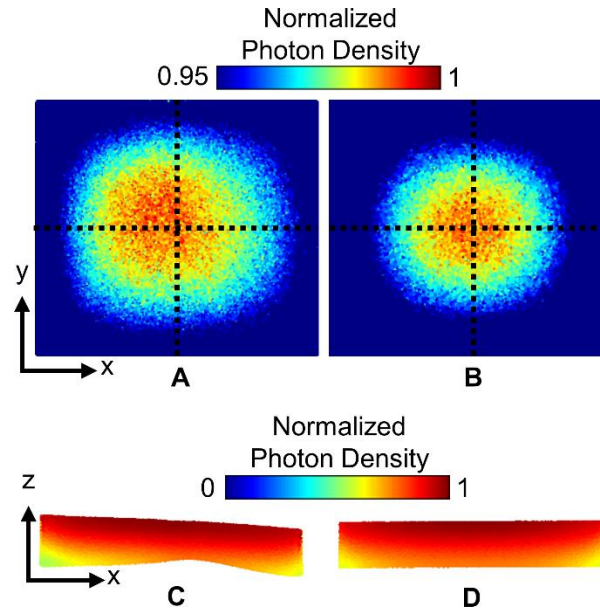 Normalized
Photon Density
0.95 1
y
x
A B
Normalized
Photon Density
z
0 1
x
C D